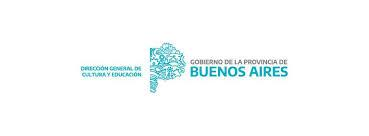 DIRECCIÓN GENERAL DE
CULTURA Y EDUCACIÓN
GOBIERNO DE LA PROVINCIA DE
BUENOS AIRES